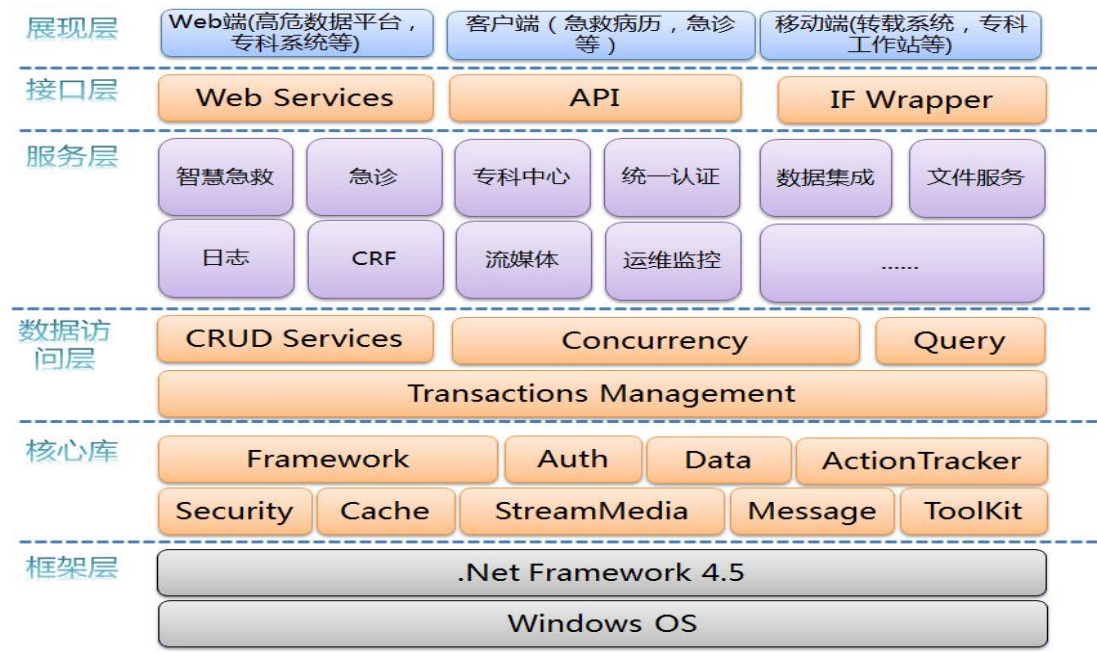 展现层
Web端(高危数据平台，
专科系统等)
客户端（急救病历，急诊
等）
移动端(转载系统，专科
工作站等)
接口层
Web Services
API
IF Wrapper
服务层
智慧急救
急诊
专科中心
统一认证
数据集成
文件服务
日志
CRF
流媒体
运维监控
......
数据访
问层
CRUD Services
Concurrency
Query
Transactions Management
核心库
Framework
Auth
Data
ActionTracker
Security
Cache
StreamMedia
Message
ToolKit
框架层
.Net Framework 4.5
Windows OS